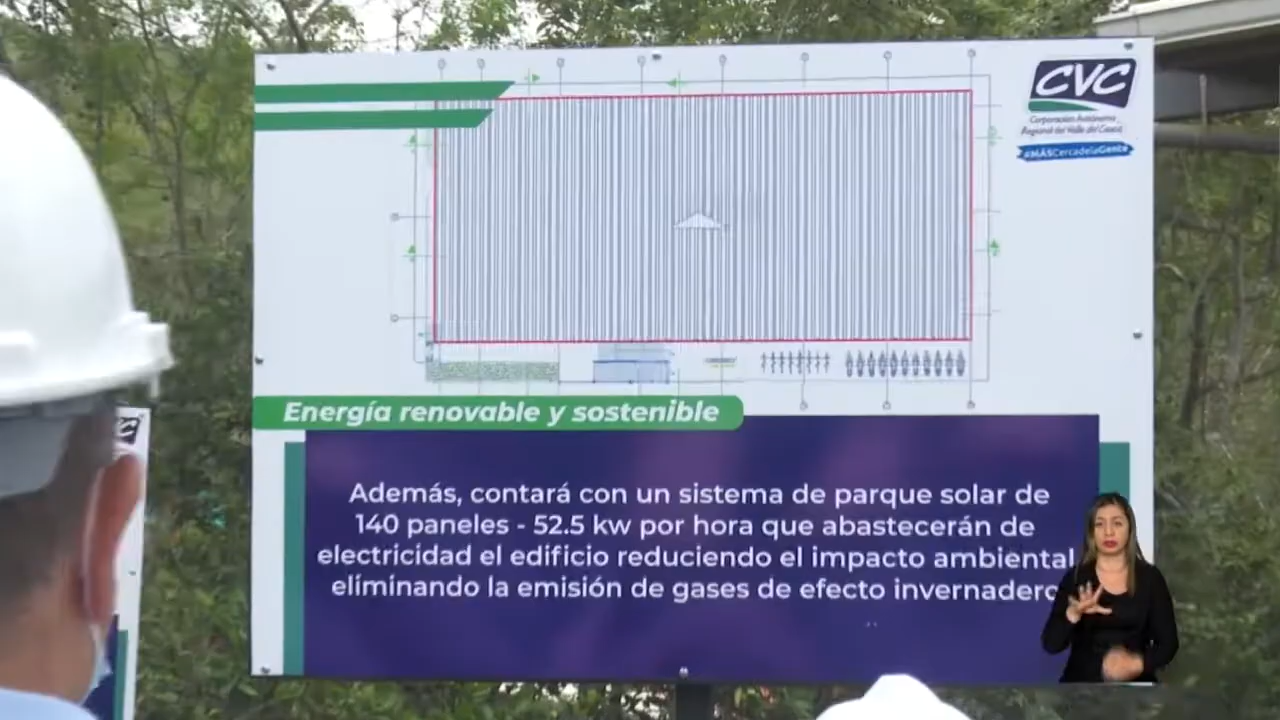 CVC
Corporación Autónoma
Regional del Valle del Cauca
#MÁSCercadelaGente
Energía renovable y sostenible
Además, contará con un sistema de parque solar de
140 paneles - 52.5 kw por hora que abastecerán de
electricidad el edificio reduciendo el impacto ambiental
eliminando la emisión de gases de efecto invernadero
CVC